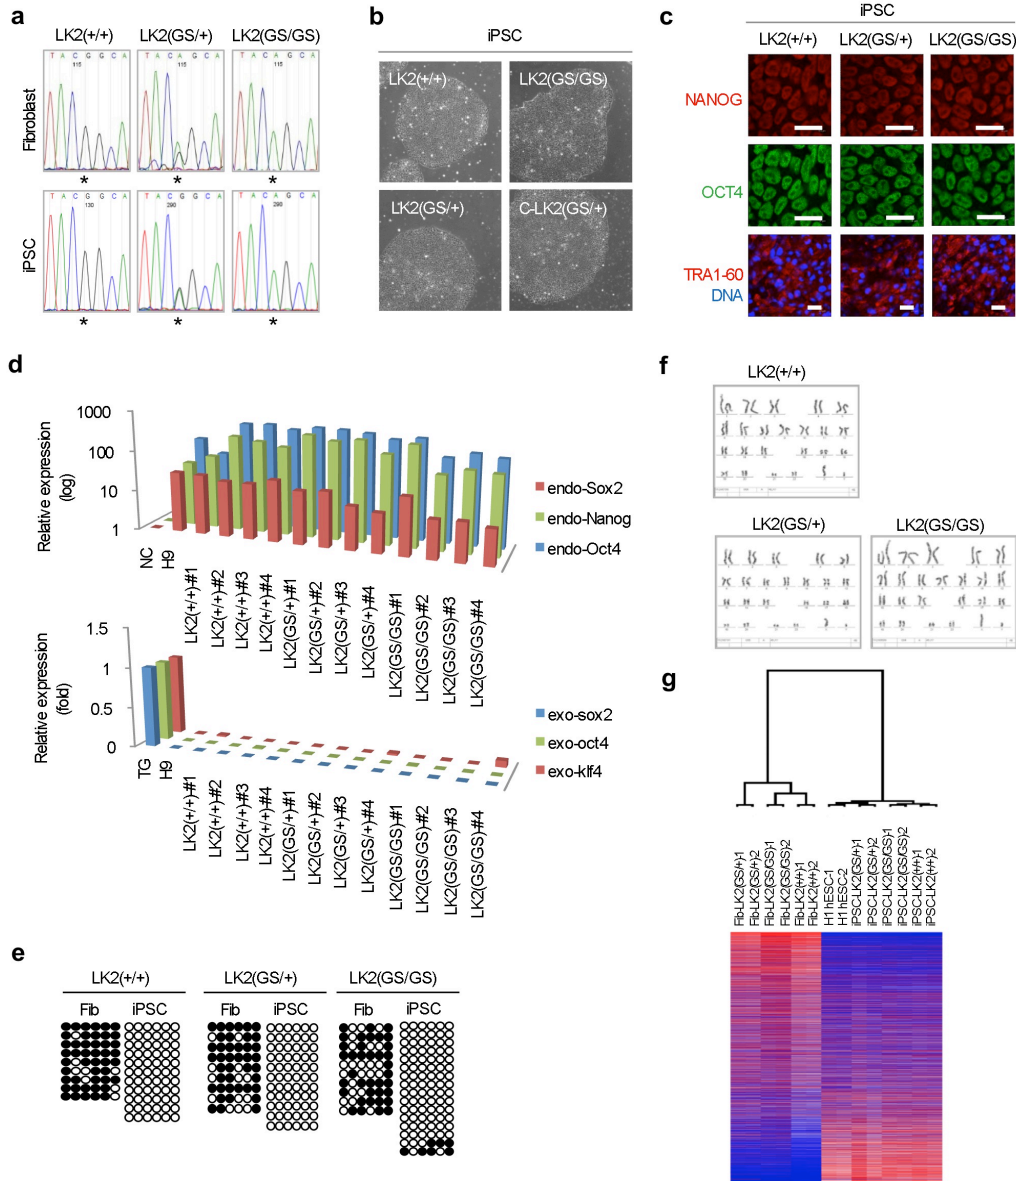 a
LK2(+/+) LK2(GS/+) LK2(GS/GS)
Fibroblast
T A C G G C A
115
T A C A G C A
115
T A C A G C A
115
* * *
iPSC
T A C G G C A
130
T A C G G C A
290
T A C A G C A
280
* * *
b
iPSC
LK2(+/+) LK2(GS/GS)
LK2(GS/+) C-LK2(GS/+)
c
iPSC
LK2(+/+) LK2(GS/+) LK2(GS/GS)
NANOG
OCT4
TRA1-60
DNA
d
Relative expression
(log)
1000
100
10
1
endo-Sox2
endo-Nanog
endo-Oct4
NC
H9
LK2(+/+)#1
LK2(+/+)#2
LK2(+/+)#3
LK2(+/+)#4
LK2(GS/+)#1
LK2(GS/+)#2
LK2(GS/+)#3
LK2(GS/+)#4
LK2(GS/GS)#1
LK2(GS/GS)#2
LK2(GS/GS)#3
LK2(GS/GS)#4
Relative expression
(fold)
1.5
1
0.5
0
exo-sox2
exo-oct4
exo-klf4
TG
H9
LK2(+/+)#1
LK2(+/+)#2
LK2(+/+)#3
LK2(+/+)#4
LK2(GS/+)#1
LK2(GS/+)#2
LK2(GS/+)#3
LK2(GS/+)#4
LK2(GS/GS)#1
LK2(GS/GS)#2
LK2(GS/GS)#3
LK2(GS/GS)#4
e
LK2(+/+) LK2(GS/+) LK2(GS/GS)
Fib iPSC Fib iPSC Fib iPSC
f
LK2(+/+)
LK2(GS/+) LK2(GS/GS)
g
Fib-LK2(GS/+)-1
Fib-LK2(GS/+)-2
Fib-LK2(GS/GS)-1
Fib-LK2(GS/GS)-2
Fib-LK2(+/+)-1
Fib-LK2(+/+)-2
H1hESC-1
H1hESC-2
iPSC-LK2(GS/+)-1
iPSC-LK2(GS/+)-2
iPSC-LK2(GS/GS)-1
iPSC-LK2(GS/GS)-2
iPSC-LK2(+/+)-1
iPSC-LK2(+/+)-2